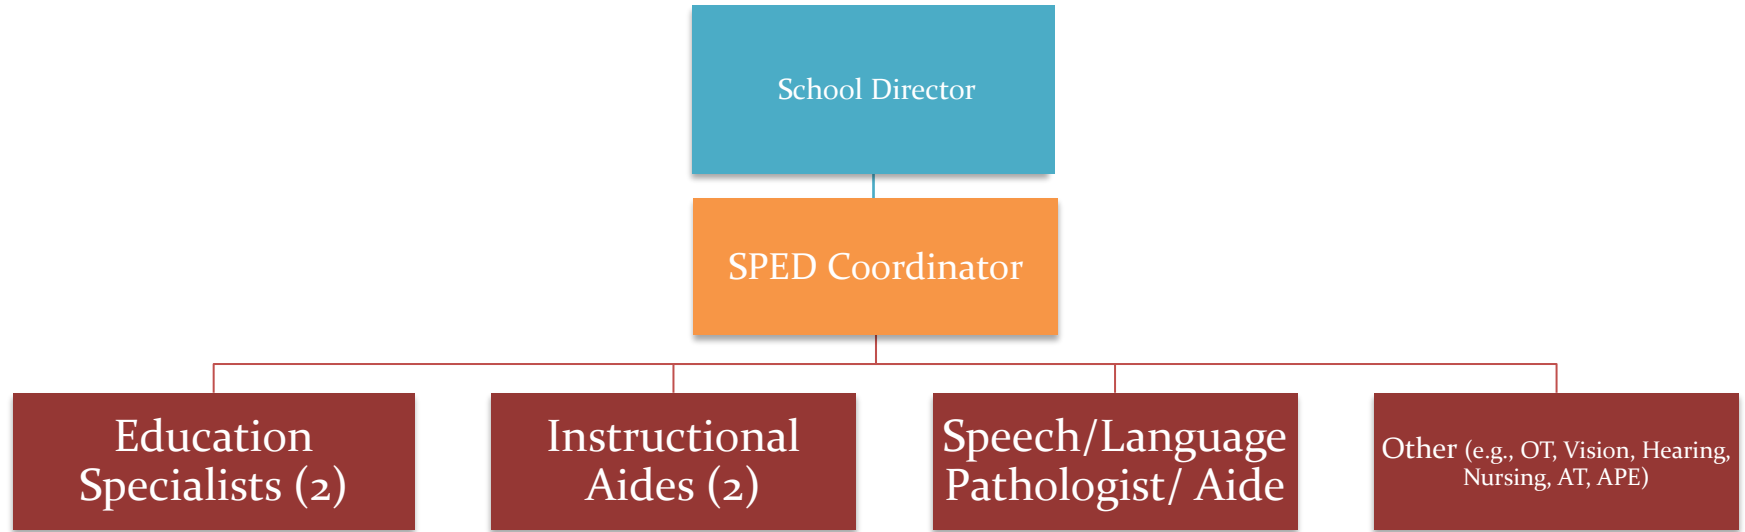 School Director
SPED Coordinator
Education
Specialists (2)
Instructional
Aides (2)
Speech/Language
Pathologist/ Aide
Other (e.g., OT, Vision, Hearing,
Nursing, AT, APE)